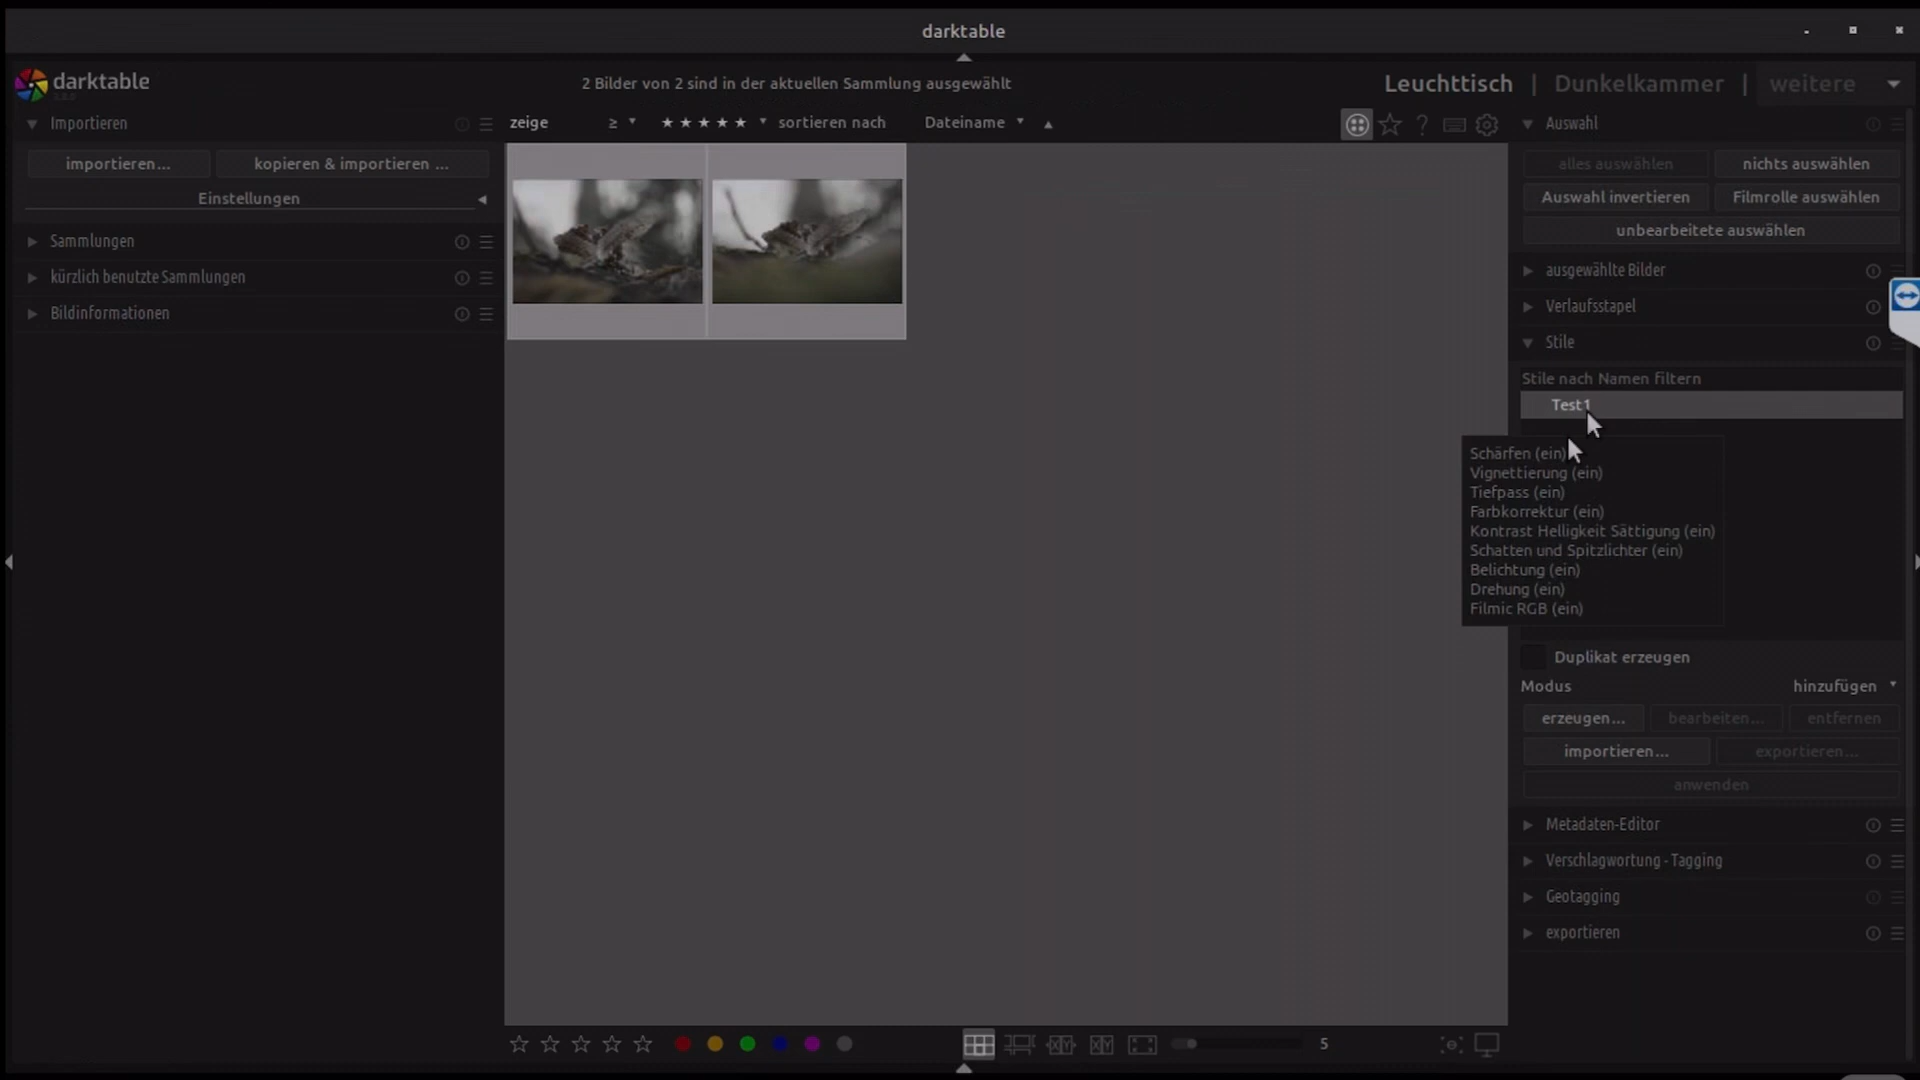 darktable
darktable
2 Bilder von 2 sind in der aktuellen Sammlung ausgewählt
Leuchttisch | Dunkelkammer | weitere
Importieren
zeige ≥ ★ ★ ★ ★ ★ sortieren nach Dateiname
Auswahl
importieren...
kopieren & importieren ...
Einstellungen
Sammlungen
kürzlich benutzte Sammlungen
Bildinformationen
alles auswählen
nichts auswählen
Auswahl invertieren
Filmrolle auswählen
unbearbeitete auswählen
ausgewählte Bilder
Verlaufsstapel
Stile
Stile nach Namen filtern
Test1
Schärfen (ein)
Vignettierung (ein)
Tiefpass (ein)
Farbkorrektur (ein)
Kontrast Helligkeit Sättigung (ein)
Schatten und Spitzlichter (ein)
Belichtung (ein)
Drehung (ein)
Filmic RGB (ein)
Duplikat erzeugen
Modus hinzufügen
erzeugen...
bearbeiten...
entfernen
importieren...
exportieren...
anwenden
Metadaten-Editor
Verschlagwortung - Tagging
Geotagging
exportieren
5